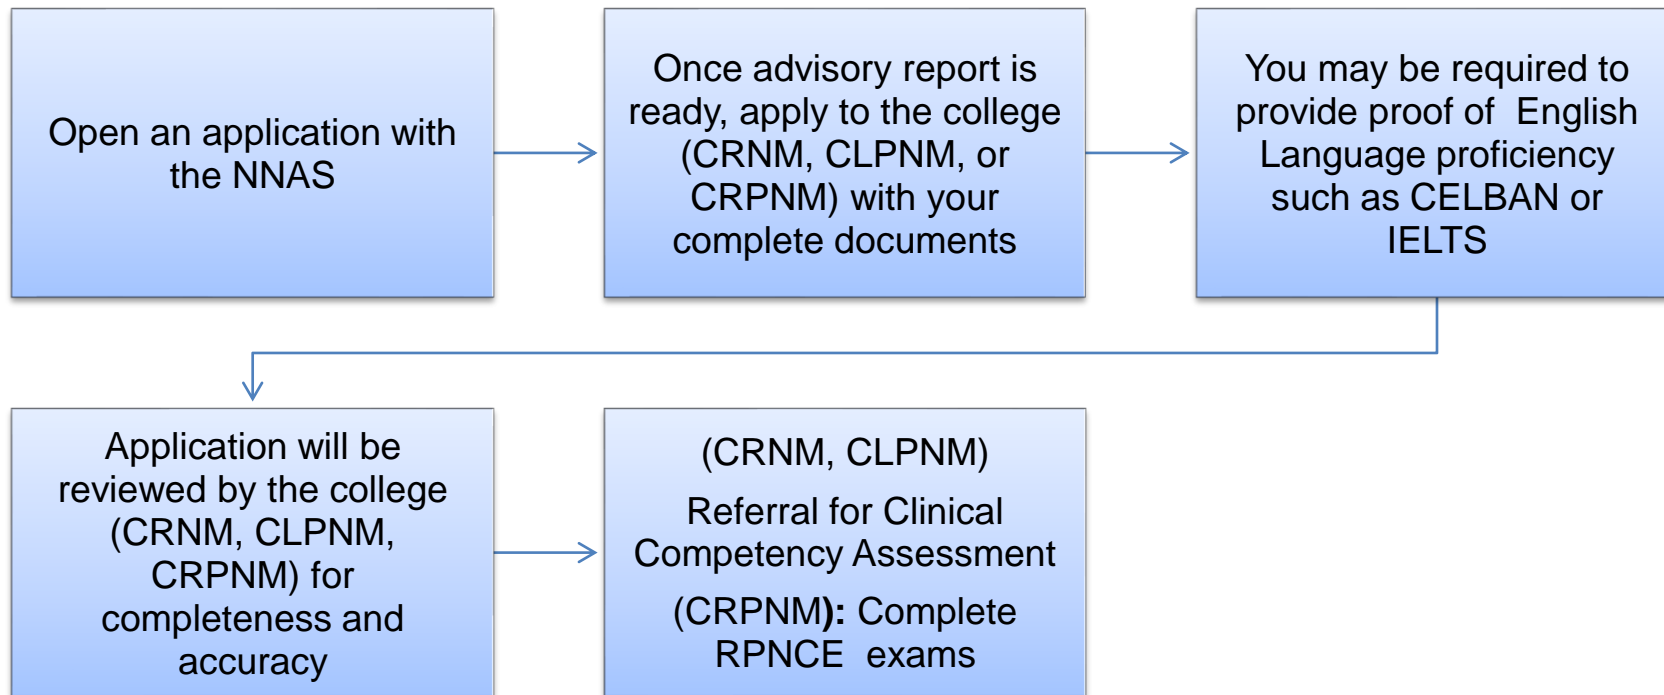 Open an application with
the NNAS
Once advisory report is
ready, apply to the college
(CRNM, CLPNM, or
CRPNM) with your
complete documents
You may be required to
provide proof of  English
Language proficiency
such as CELBAN or
IELTS
Application will be
reviewed by the college
(CRNM, CLPNM,
CRPNM) for
completeness and
accuracy
(CRNM, CLPNM)
Referral for Clinical
Competency Assessment
(CRPNM): Complete
RPNCE  exams